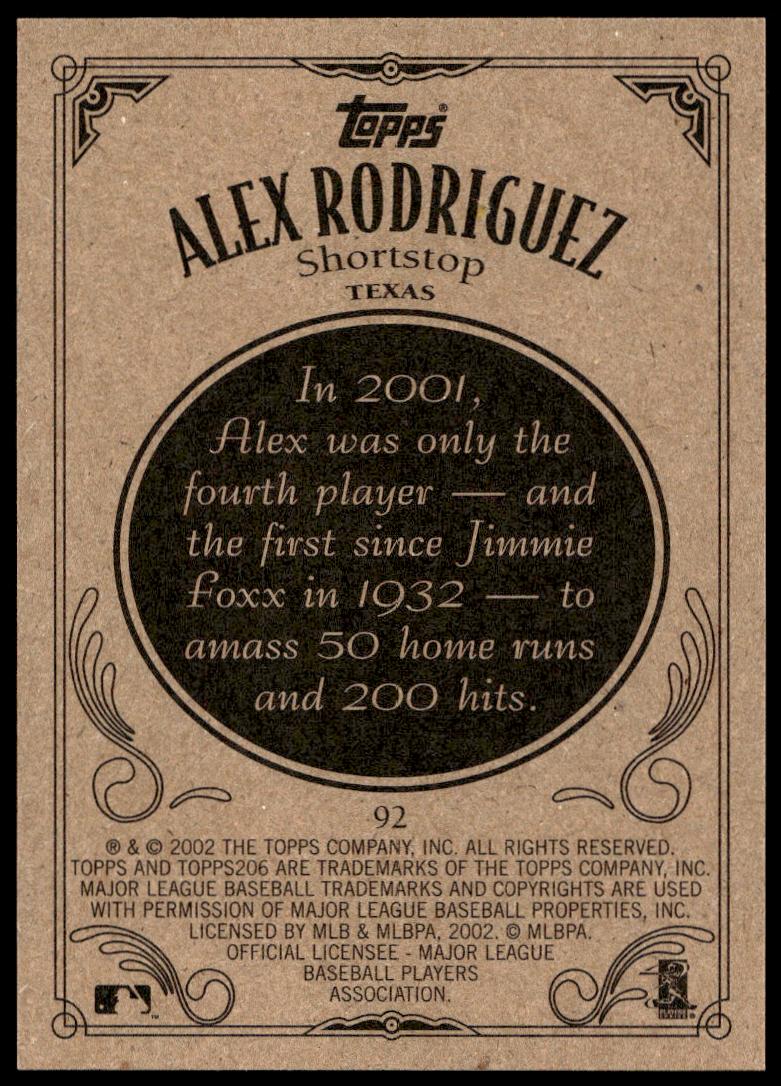 topps®
ALEX RODRIGUEZ
Shortstop
TEXAS
In 2001,
Alex was only the
fourth player — and
the first since Jimmie
Foxx in 1932 — to
amass 50 home runs
and 200 hits.
92
® & © 2002 THE TOPPS COMPANY, INC. ALL RIGHTS RESERVED.
TOPPS AND TOPPS206 ARE TRADEMARKS OF THE TOPPS COMPANY, INC.
MAJOR LEAGUE BASEBALL TRADEMARKS AND COPYRIGHTS ARE USED
WITH PERMISSION OF MAJOR LEAGUE BASEBALL PROPERTIES, INC.
LICENSED BY MLB & MLBPA, 2002. © MLBPA.
OFFICIAL LICENSEE - MAJOR LEAGUE
BASEBALL PLAYERS
ASSOCIATION.